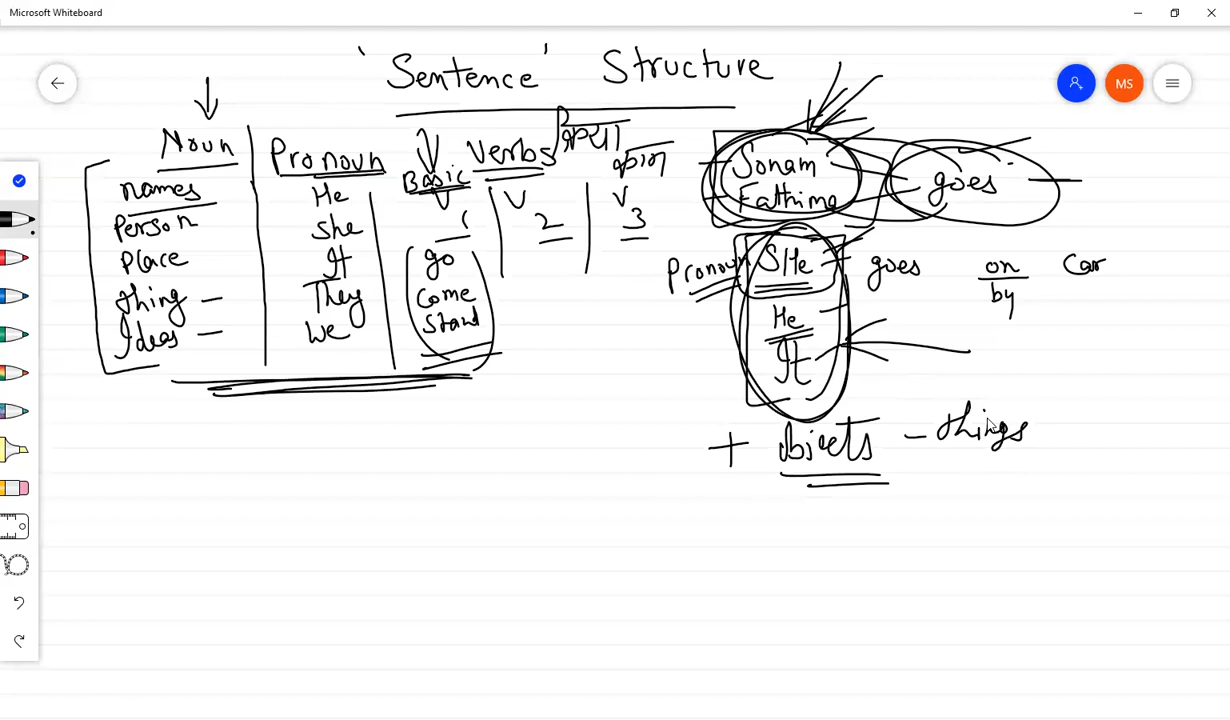 Microsoft Whiteboard
'Sentence' Structure
MS
Noun
names
Person
Place
thing –
Ideas –
Pronoun
He
She
It
They
We
Basic Verbs
V1 V2 V3
go
Come
Stand
Sonam goes
Fathima
Pronoun S/He goes on Car
by
He
It
+ objects – things